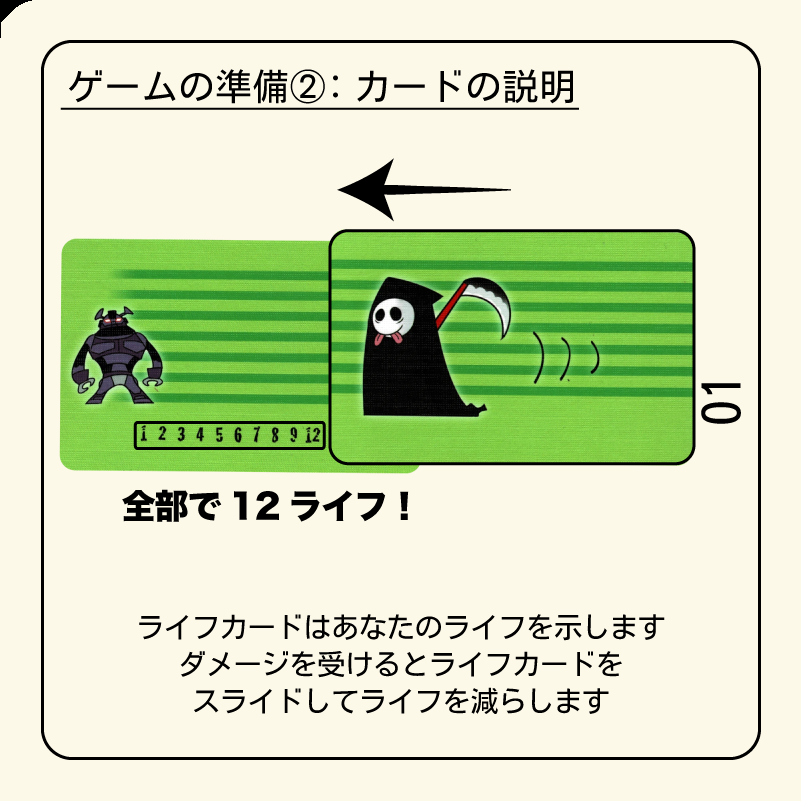 ゲームの準備②：カードの説明
1 2 3 4 5 6 7 8 9 12
01
全部で 12 ライフ！
ライフカードはあなたのライフを示します
ダメージを受けるとライフカードを
スライドしてライフを減らします